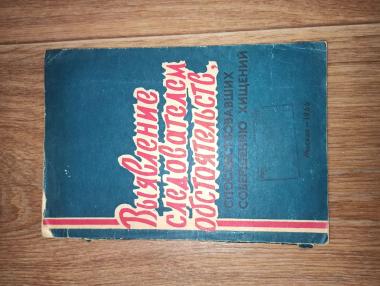 Выявление
следователем
обстоятельств,
СПОСОБСТВОВАВШИХ
СОВЕРШЕНИЮ ХИЩЕНИЙ